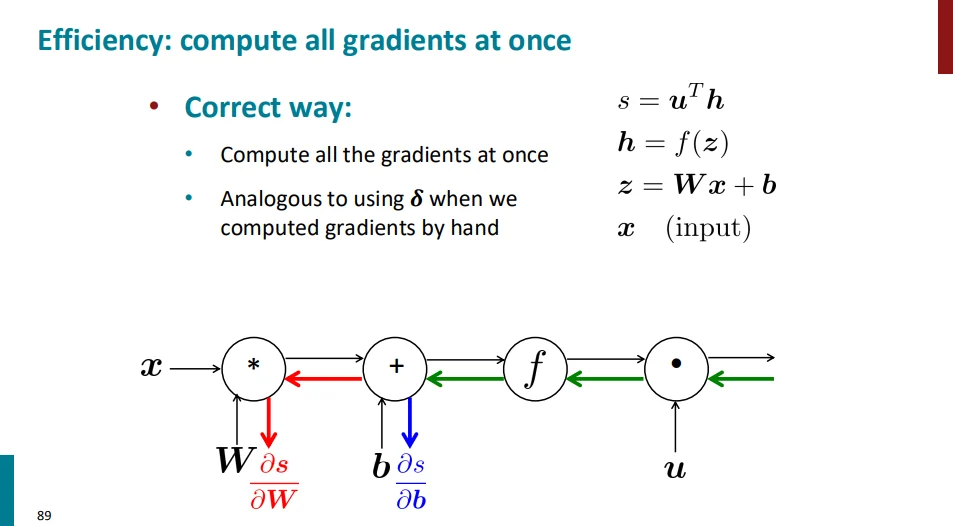 Efficiency: compute all gradients at once
• Correct way:
• Compute all the gradients at once
• Analogous to using δ when we
computed gradients by hand
s = uᵀh
h = f(z)
z = Wx + b
x (input)
x * + f •
W ∂s/∂W b ∂s/∂b u
89